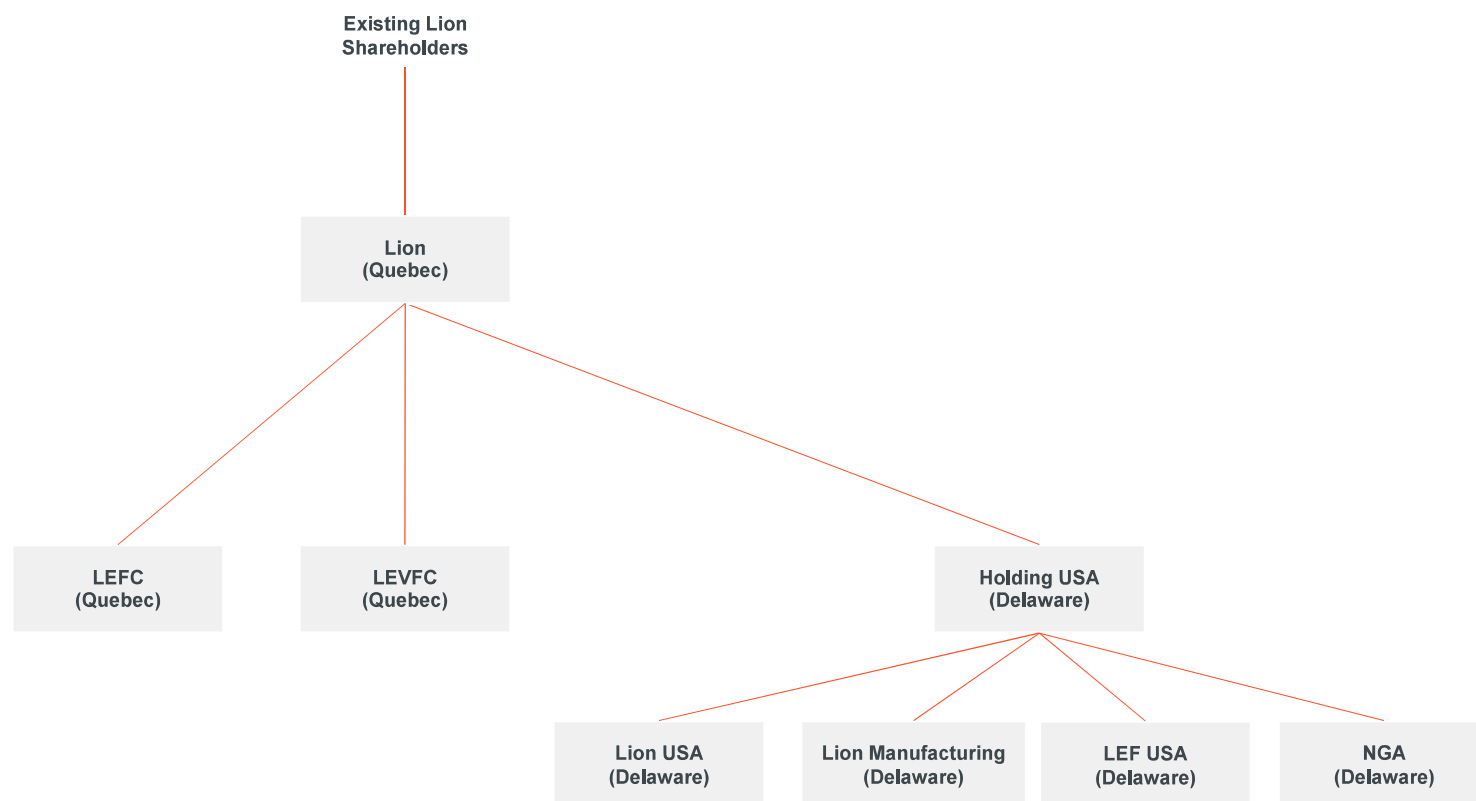 Existing Lion
Shareholders
Lion
(Quebec)
LEFC
(Quebec)
LEVFC
(Quebec)
Holding USA
(Delaware)
Lion USA
(Delaware)
Lion Manufacturing
(Delaware)
LEF USA
(Delaware)
NGA
(Delaware)